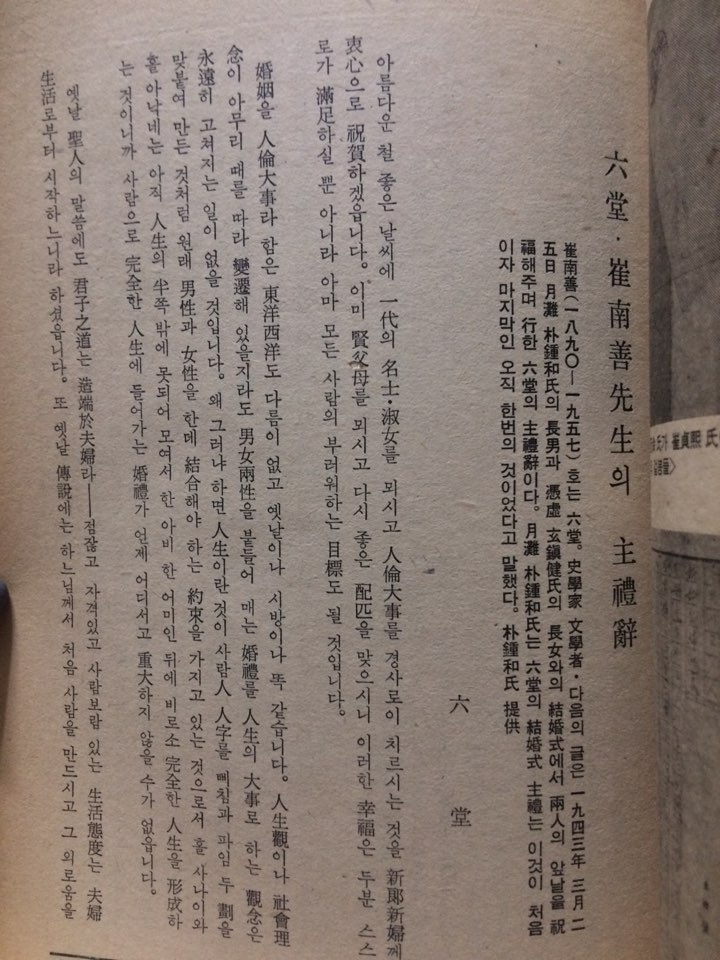 六堂·崔南善先生의 主禮辭
崔南善(一八九〇—一九五七) 호는 六堂。史學家 文學者·다음의 글은 一九四三年 三月二
五日 月灘 朴鍾和氏의 長男과 憑虛 玄鎭健氏의 長女와의 結婚式에서 兩人의 앞날을 祝
福해주며 行한 六堂의 主禮辭이다。月灘 朴鍾和氏는 六堂의 結婚式 主禮는 이것이 처음
이자 마지막인 오직 한번의 것이었다고 말했다。朴鍾和氏 提供
六 堂
아름다운 철 좋은 날씨에 一代의 名士·淑女를 뫼시고 人倫大事를 경사로이 치르시는 것을 新郞新婦께
衷心으로 祝賀하겠읍니다。이미 賢父母를 뫼시고 다시 좋은 配匹을 맞으시니 이러한 幸福은 두분 스스
로가 滿足하실 뿐 아니라 아마 모든 사람의 부러워하는 目標도 될 것입니다。
婚姻을 人倫大事라 함은 東洋西洋도 다름이 없고 옛날이나 시방이나 똑 같습니다。人生觀이나 社會理
念이 아무리 때를 따라 變遷해 있을지라도 男女兩性을 붙들어 매는 婚禮를 人生의 大事로 하는 觀念은
永遠히 고쳐지는 일이 없을 것입니다。왜 그러냐 하면 人生이란 것이 사람人 人字를 삐침과 파임 두 劃을
맞붙여 만든 것처럼 원래 男性과 女性을 한데 結合해야 하는 約束을 가지고 있는 것으로서 홀 사나이와
홀 아낙네는 아직 人生의 半쪽 밖에 못되어 모여서 한 아비 한 어미인 뒤에 비로소 完全한 人生을 形成하
는 것이니까 사람으로 完全한 人生에 들어가는 婚禮가 언제 어디서고 重大하지 않을 수가 없읍니다。
옛날 聖人의 말씀에도 君子之道는 造端於夫婦라——점잖고 자격있고 사람보람 있는 生活態度는 夫婦
生活로부터 시작하느니라 하셨읍니다。또 옛날 傳說에는 하느님께서 처음 사람을 만드시고 그 외로움을
氏가 崔貞熙 氏